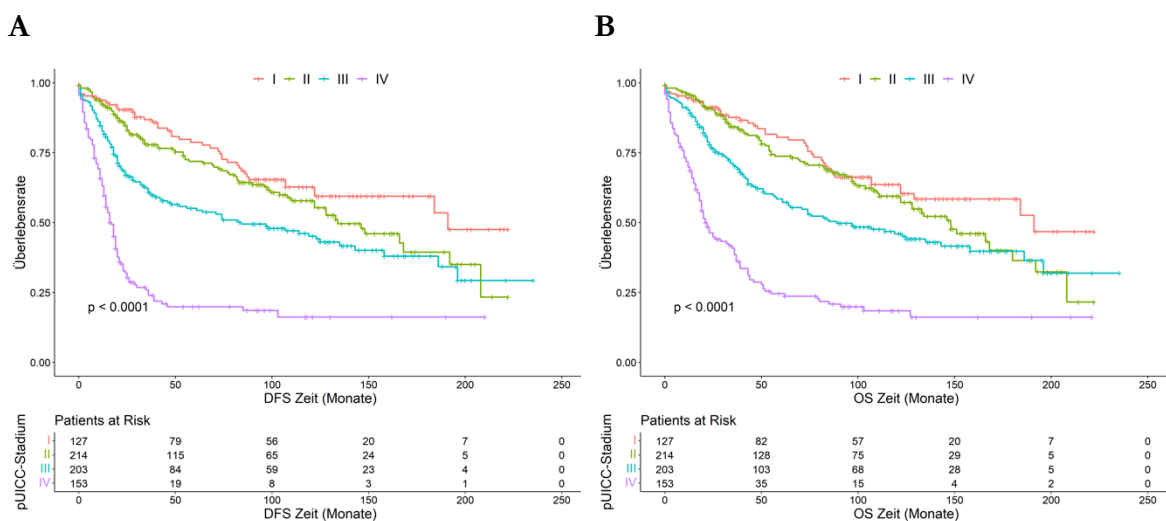 A
I II III IV
1.00
0.75
0.50
0.25
0.00
Überlebensrate
p < 0.0001
0 50 100 150 200 250
DFS Zeit (Monate)
Patients at Risk
pUICC-Stadium
I 127 79 56 20 7 0
II 214 115 65 24 5 0
III 203 84 59 23 4 0
IV 153 19 8 3 1 0
0 50 100 150 200 250
DFS Zeit (Monate)
B
I II III IV
1.00
0.75
0.50
0.25
0.00
Überlebensrate
p < 0.0001
0 50 100 150 200 250
OS Zeit (Monate)
Patients at Risk
pUICC-Stadium
I 127 82 57 20 7 0
II 214 128 75 29 5 0
III 203 103 68 28 5 0
IV 153 35 15 4 2 0
0 50 100 150 200 250
OS Zeit (Monate)